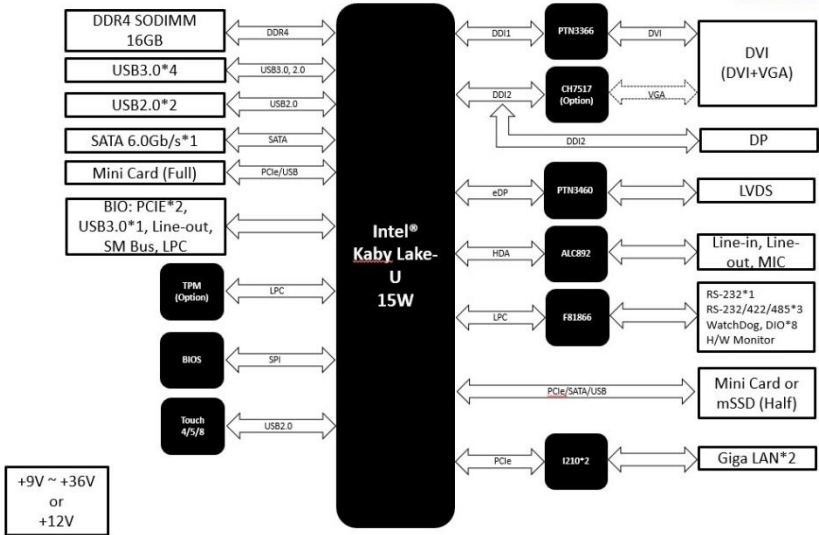 DDR4 SODIMM
16GB
DDR4
USB3.0*4
USB3.0, 2.0
USB2.0*2
USB2.0
SATA 6.0Gb/s*1
SATA
Mini Card (Full)
PCIe/USB
BIO: PCIE*2,
USB3.0*1, Line-out,
SM Bus, LPC
TPM
(Option)
LPC
BIOS
SPI
Touch
4/5/8
USB2.0
+9V ~ +36V
or
+12V
Intel®
Kaby Lake-
U
15W
DDI1
PTN3366
DVI
DVI
(DVI+VGA)
DDI2
CH7517
(Option)
VGA
DDI2
DP
eDP
PTN3460
LVDS
HDA
ALC892
Line-in, Line-
out, MIC
LPC
F81866
RS-232*1
RS-232/422/485*3
WatchDog, DIO*8
H/W Monitor
PCIe/SATA/USB
Mini Card or
mSSD (Half)
PCIe
I210*2
Giga LAN*2